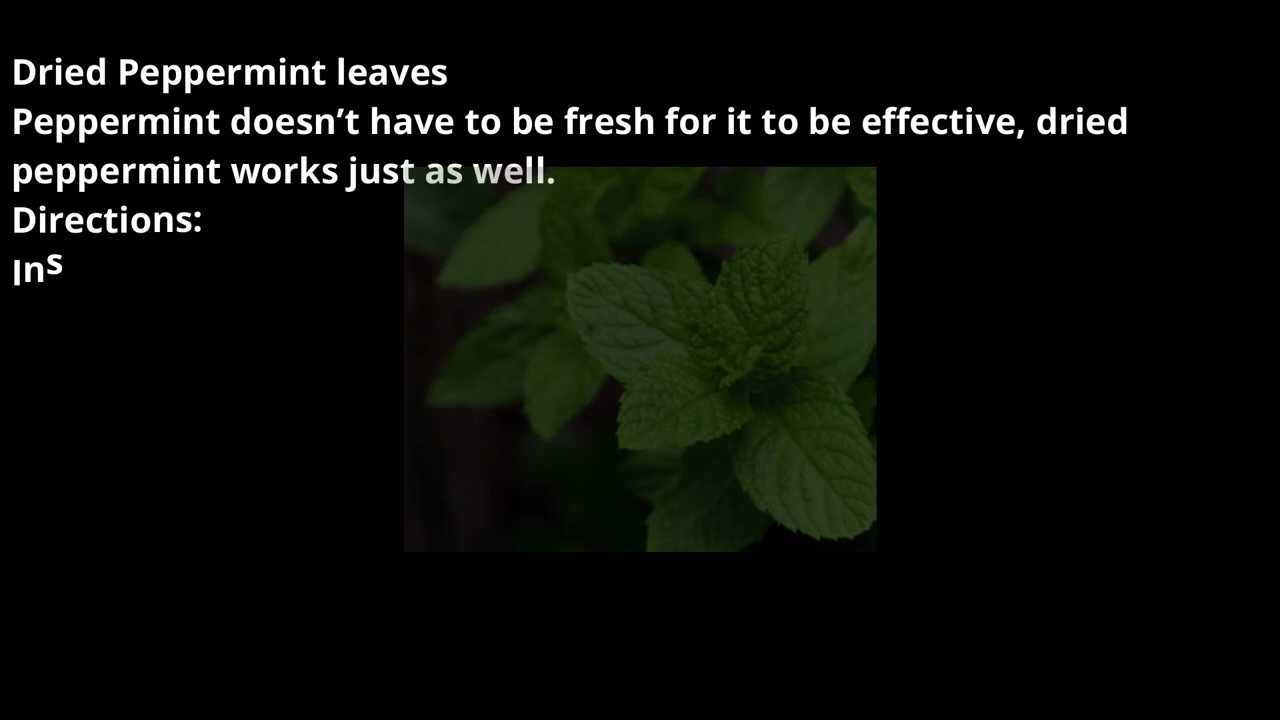 Dried Peppermint leaves
Peppermint doesn’t have to be fresh for it to be effective, dried
peppermint works just as well.
Directions:
Ins